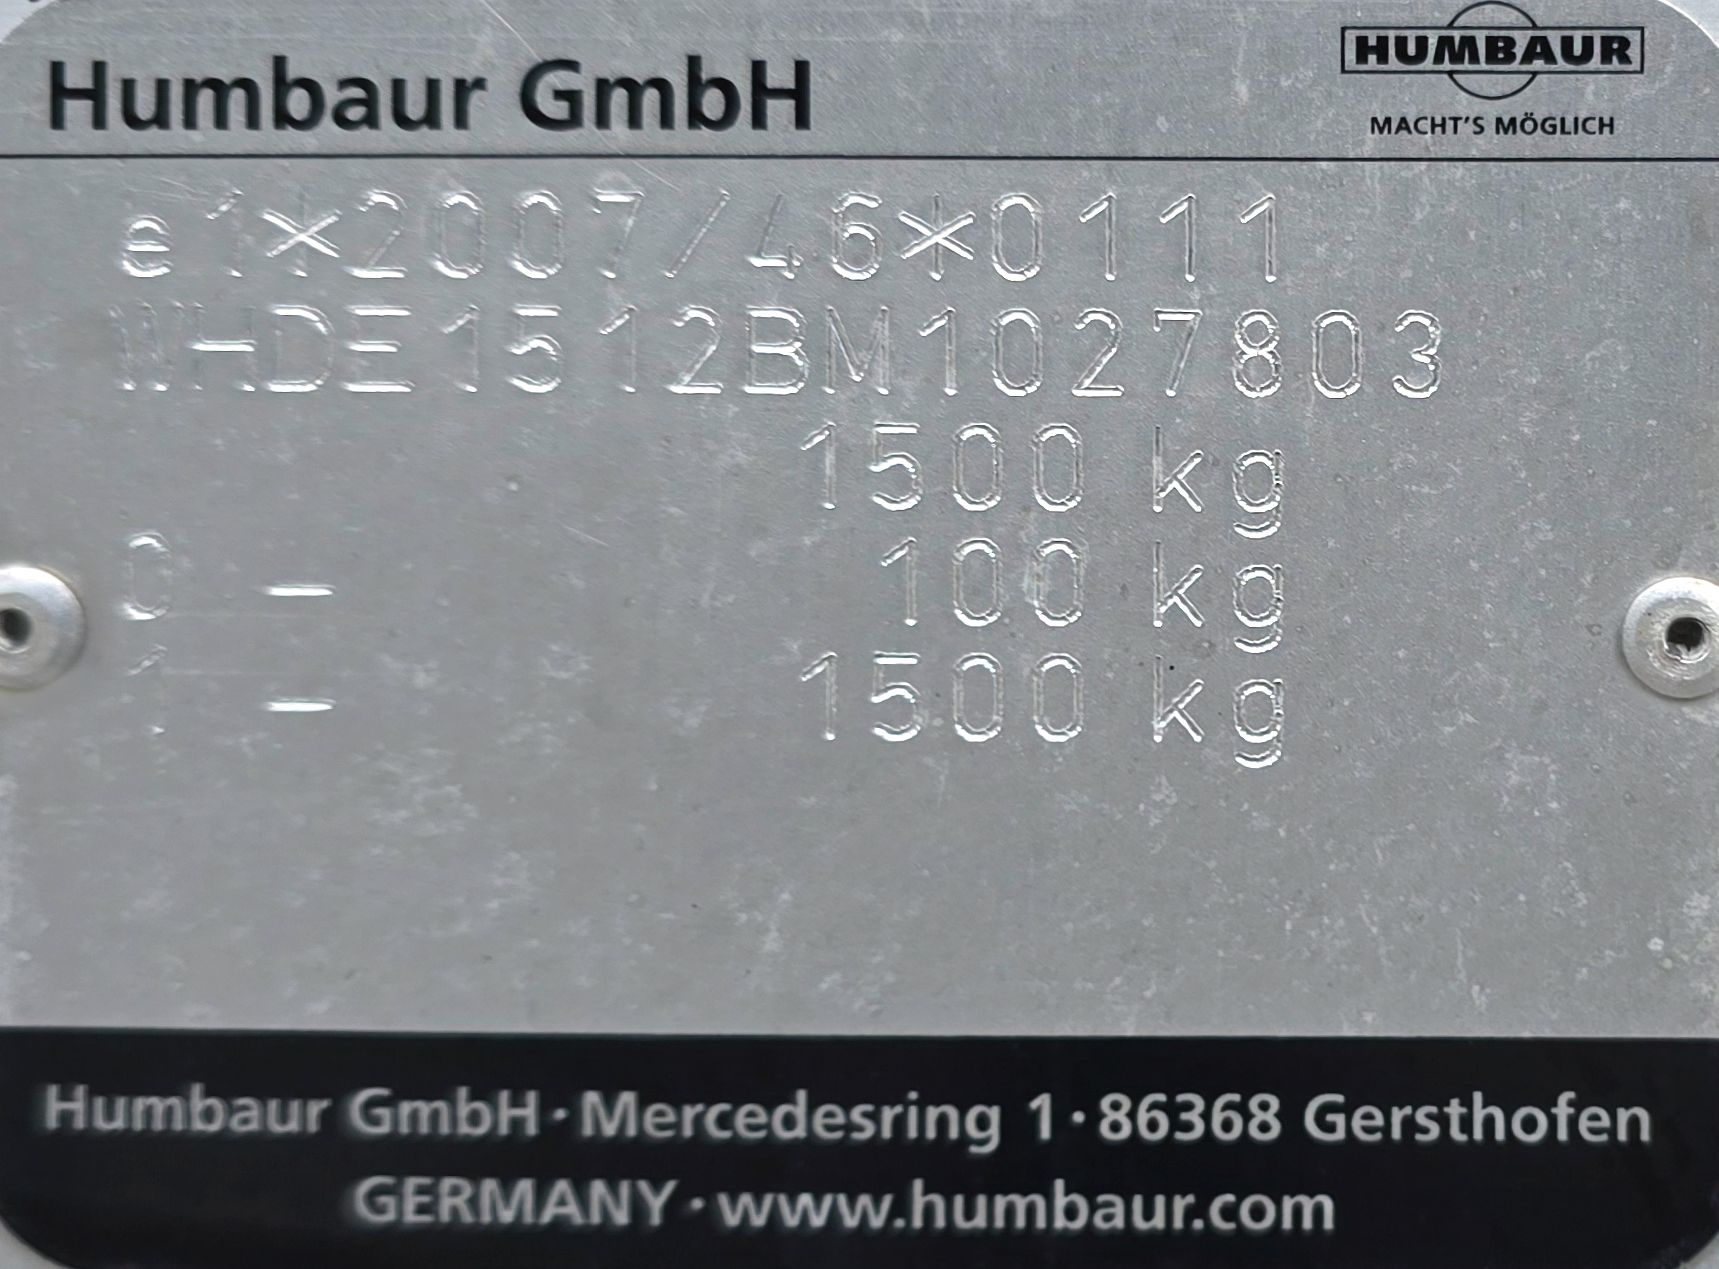 Humbaur GmbH
HUMBAUR
MACHT'S MÖGLICH
e1*2007/46*0111
WHDE1512BM1027803
1500 kg
0 - 100 kg
1 - 1500 kg
Humbaur GmbH · Mercedesring 1 · 86368 Gersthofen
GERMANY · www.humbaur.com